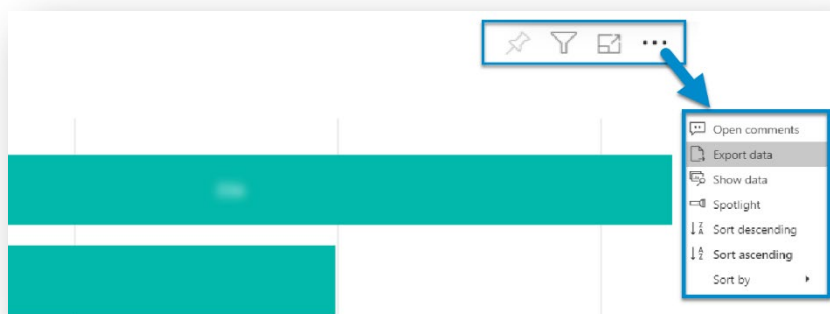 Open comments
Export data
Show data
Spotlight
Sort descending
Sort ascending
Sort by